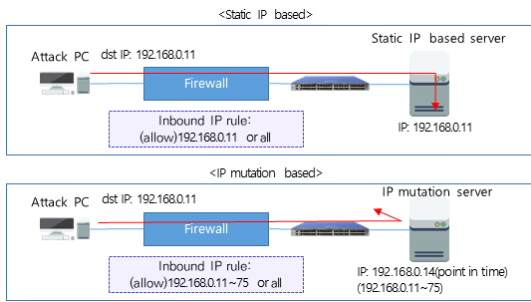 <Static IP based>
Static IP based server
Attack PC dst IP: 192.168.0.11
Firewall
Inbound IP rule:
(allow)192.168.0.11 or all
IP: 192.168.0.11
<IP mutation based>
IP mutation server
Attack PC dst IP: 192.168.0.11
Firewall
Inbound IP rule:
(allow)192.168.0.11~75 or all
IP: 192.168.0.14(point in time)
(192.168.0.11~75)